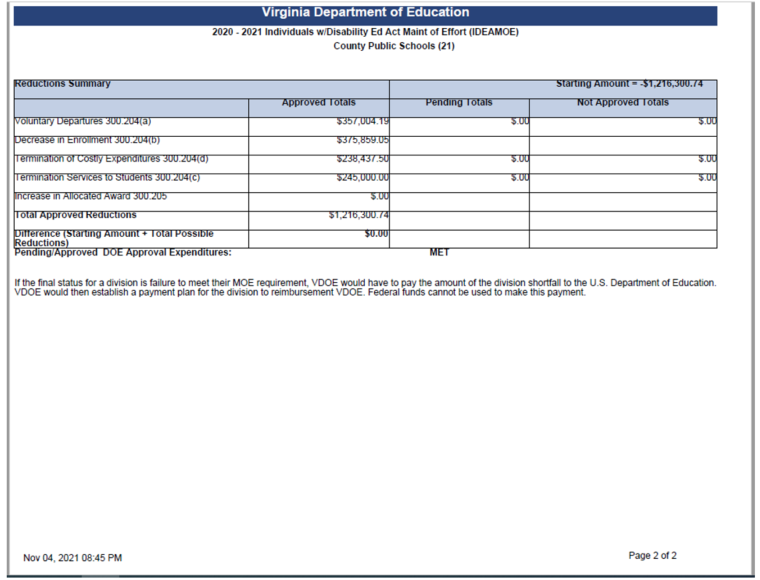 Virginia Department of Education
2020 - 2021 Individuals w/Disability Ed Act Maint of Effort (IDEAMOE)
County Public Schools (21)
Reductions Summary Starting Amount = -$1,216,300.74
Approved Totals Pending Totals Not Approved Totals
Voluntary Departures 300.204(a) $357,004.19 $.00 $.00
Decrease in Enrollment 300.204(b) $375,859.05
Termination of Costly Expenditures 300.204(d) $238,437.50 $.00 $.00
Termination Services to Students 300.204(c) $245,000.00 $.00 $.00
Increase in Allocated Award 300.205 $.00
Total Approved Reductions $1,216,300.74
Difference (Starting Amount + Total Possible $0.00
Reductions)
Pending/Approved DOE Approval Expenditures: MET
If the final status for a division is failure to meet their MOE requirement, VDOE would have to pay the amount of the division shortfall to the U.S. Department of Education.
VDOE would then establish a payment plan for the division to reimbursement VDOE. Federal funds cannot be used to make this payment.
Nov 04, 2021 08:45 PM Page 2 of 2